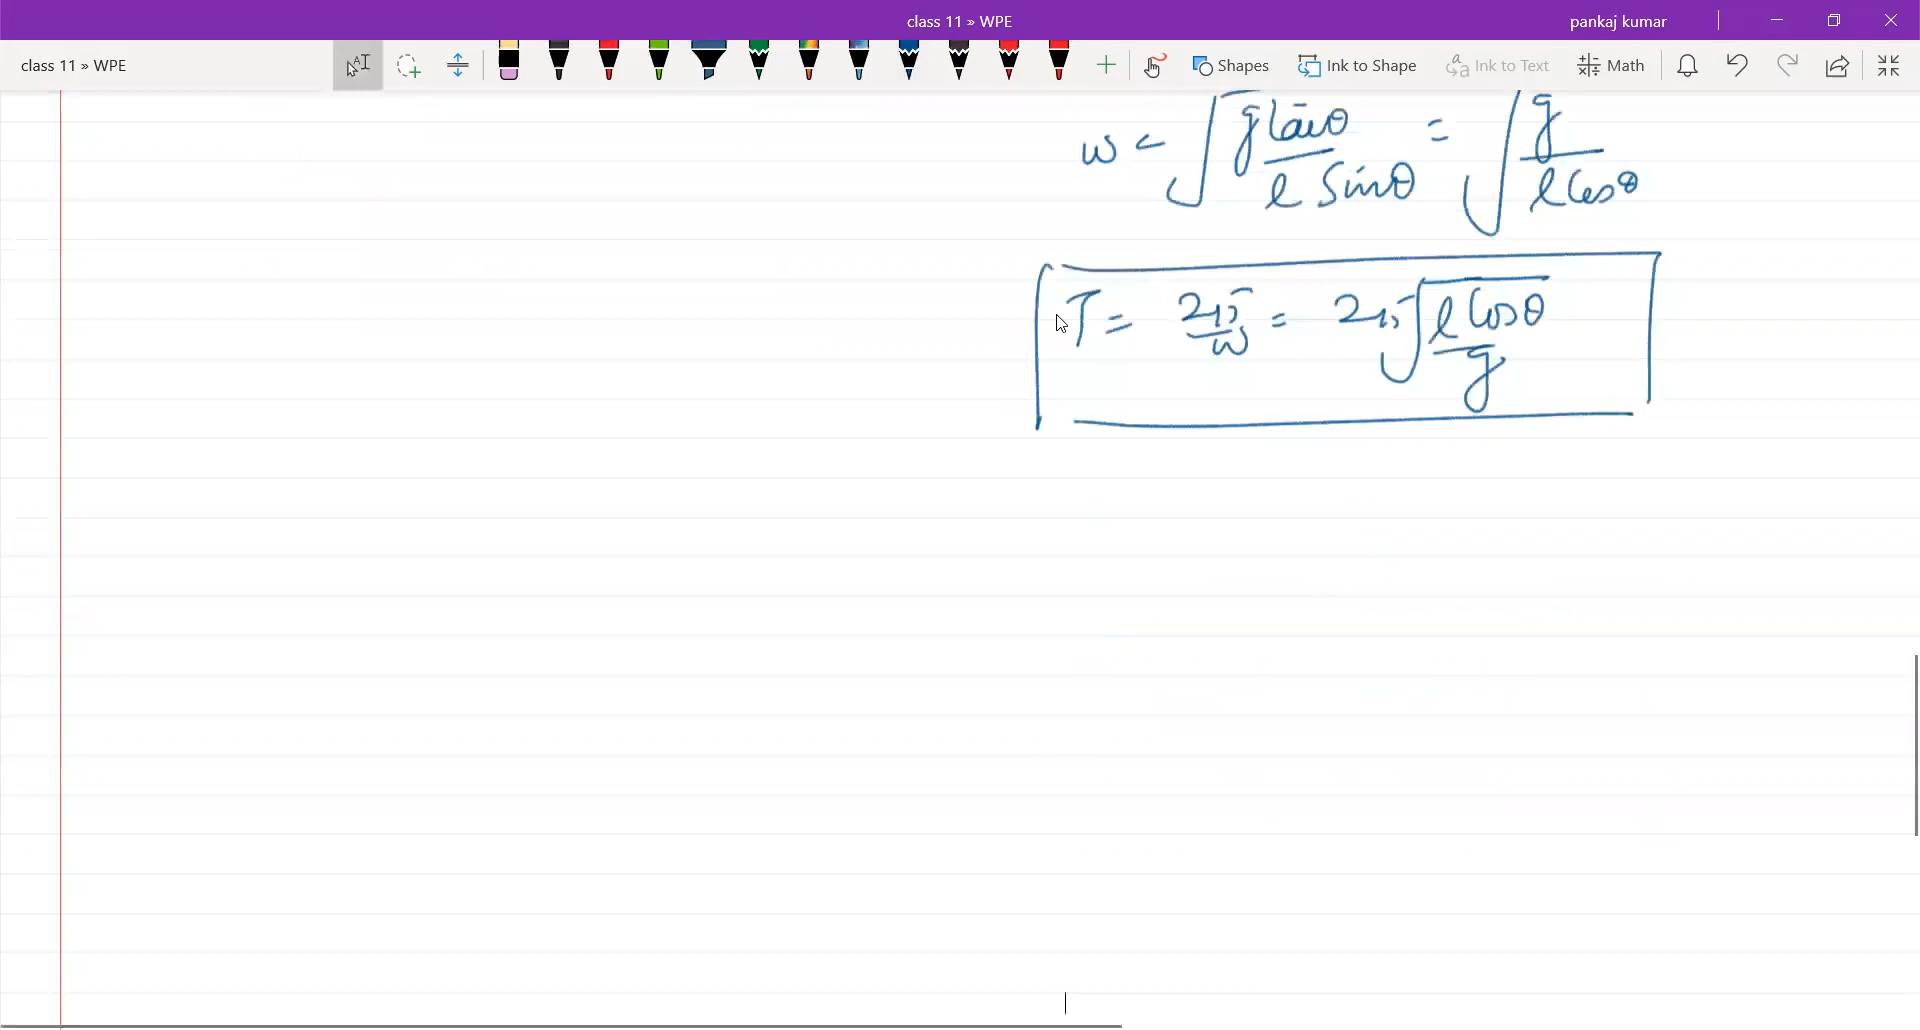 class 11 » WPE
pankaj kumar
class 11 » WPE
Shapes
Ink to Shape
Ink to Text
Math
ω = √(g tanθ / l Sinθ) = √(g / l Cosθ)
T = 2π/ω = 2π √(l Cosθ / g)